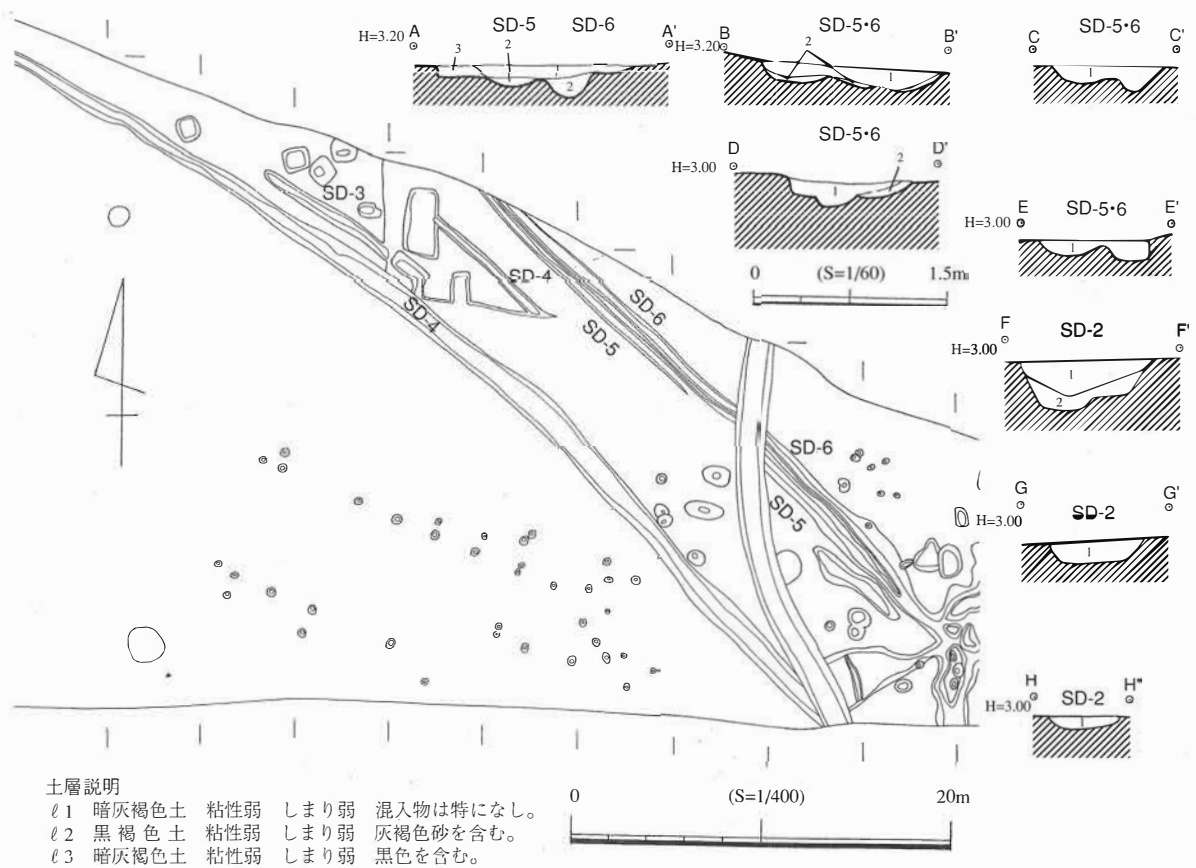 SD-5 SD-6
H=3.20 A A'
3 2 1 2
SD-5•6
H=3.20 B B'
2 1
SD-5•6
C C'
SD-5•6
H=3.00 D D'
1 2
SD-5•6
H=3.00 E E'
1
0 (S=1/60) 1.5m
SD-2
H=3.00 F F'
1
2
SD-2
H=3.00 G G'
1
SD-2
H=3.00 H H"
1
SD-3
SD-4
SD-4
SD-6
SD-5
SD-6
SD-5
土層説明
ℓ1 暗灰褐色土 粘性弱 しまり弱 混入物は特になし。
ℓ2 黒褐色土 粘性弱 しまり弱 灰褐色砂を含む。
ℓ3 暗灰褐色土 粘性弱 しまり弱 黒色を含む。
0 (S=1/400) 20m